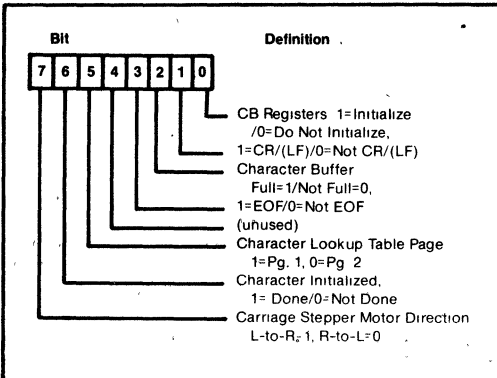 Bit Definition
7 6 5 4 3 2 1 0
CB Registers 1=Initialize
/0=Do Not Initialize,
1=CR/(LF)/0=Not CR/(LF)
Character Buffer
Full=1/Not Full=0,
1=EOF/0=Not EOF
(unused)
Character Lookup Table Page
1=Pg. 1, 0=Pg 2
Character Initialized,
1= Done/0=Not Done
Carriage Stepper Motor Direction
L-to-R=1, R-to-L=0